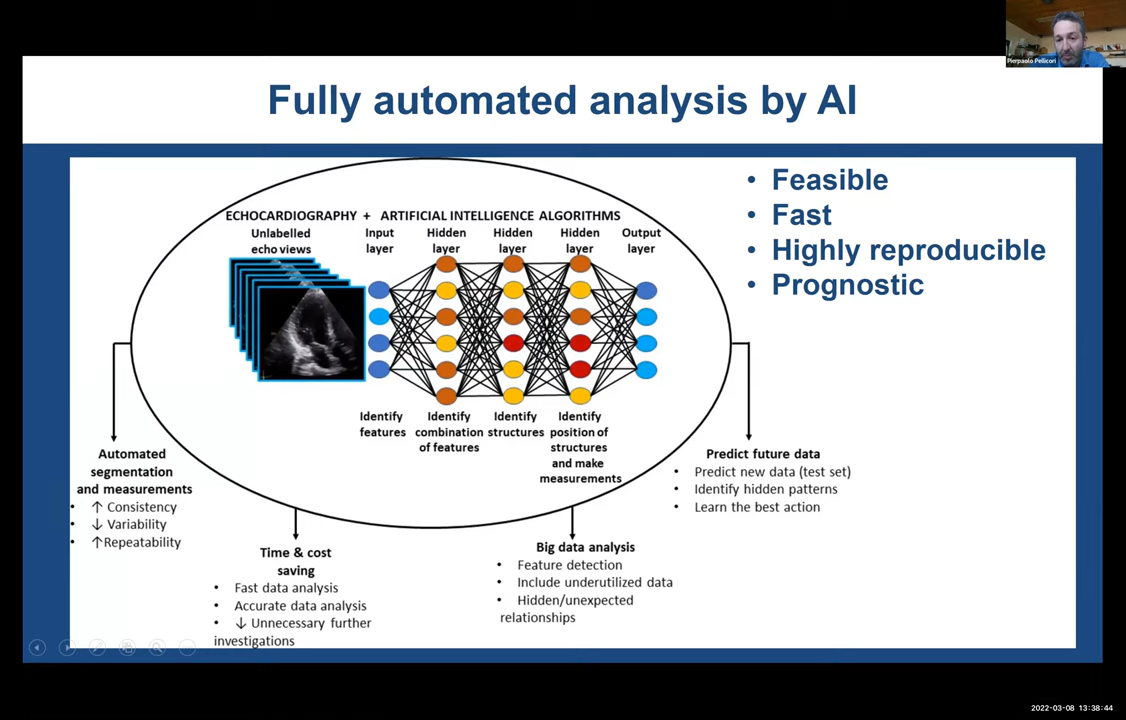 Pierpaolo Pellicori
Fully automated analysis by AI
• Feasible
• Fast
• Highly reproducible
• Prognostic
ECHOCARDIOGRAPHY + ARTIFICIAL INTELLIGENCE ALGORITHMS
Unlabelled
echo views
Input
layer
Hidden
layer
Hidden
layer
Hidden
layer
Output
layer
Identify
features
Identify
combination
of features
Identify
structures
Identify
position of
structures
and make
measurements
Automated
segmentation
and measurements
• ↑ Consistency
• ↓ Variability
• ↑Repeatability
Time & cost
saving
• Fast data analysis
• Accurate data analysis
• ↓ Unnecessary further
investigations
Big data analysis
• Feature detection
• Include underutilized data
• Hidden/unexpected
relationships
Predict future data
• Predict new data (test set)
• Identify hidden patterns
• Learn the best action
2022-03-08 13:38:44